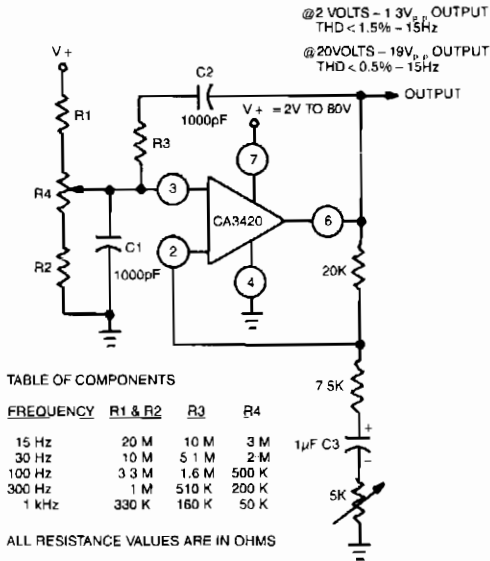 @2 VOLTS – 1 3Vp p OUTPUT
THD < 1.5% – 15Hz
@20VOLTS – 19Vp p OUTPUT
THD < 0.5% – 15Hz
OUTPUT
V +
C2
1000pF
V + = 2V TO 80V
R1
R3
7
R4
3
CA3420
6
2
C1
1000pF
4
R2
20K
7 5K
+
1µF C3
–
5K
TABLE OF COMPONENTS
FREQUENCY R1 & R2 R3 R4
15 Hz 20 M 10 M 3 M
30 Hz 10 M 5 1 M 2 M
100 Hz 3 3 M 1.6 M 500 K
300 Hz 1 M 510 K 200 K
1 kHz 330 K 160 K 50 K
ALL RESISTANCE VALUES ARE IN OHMS